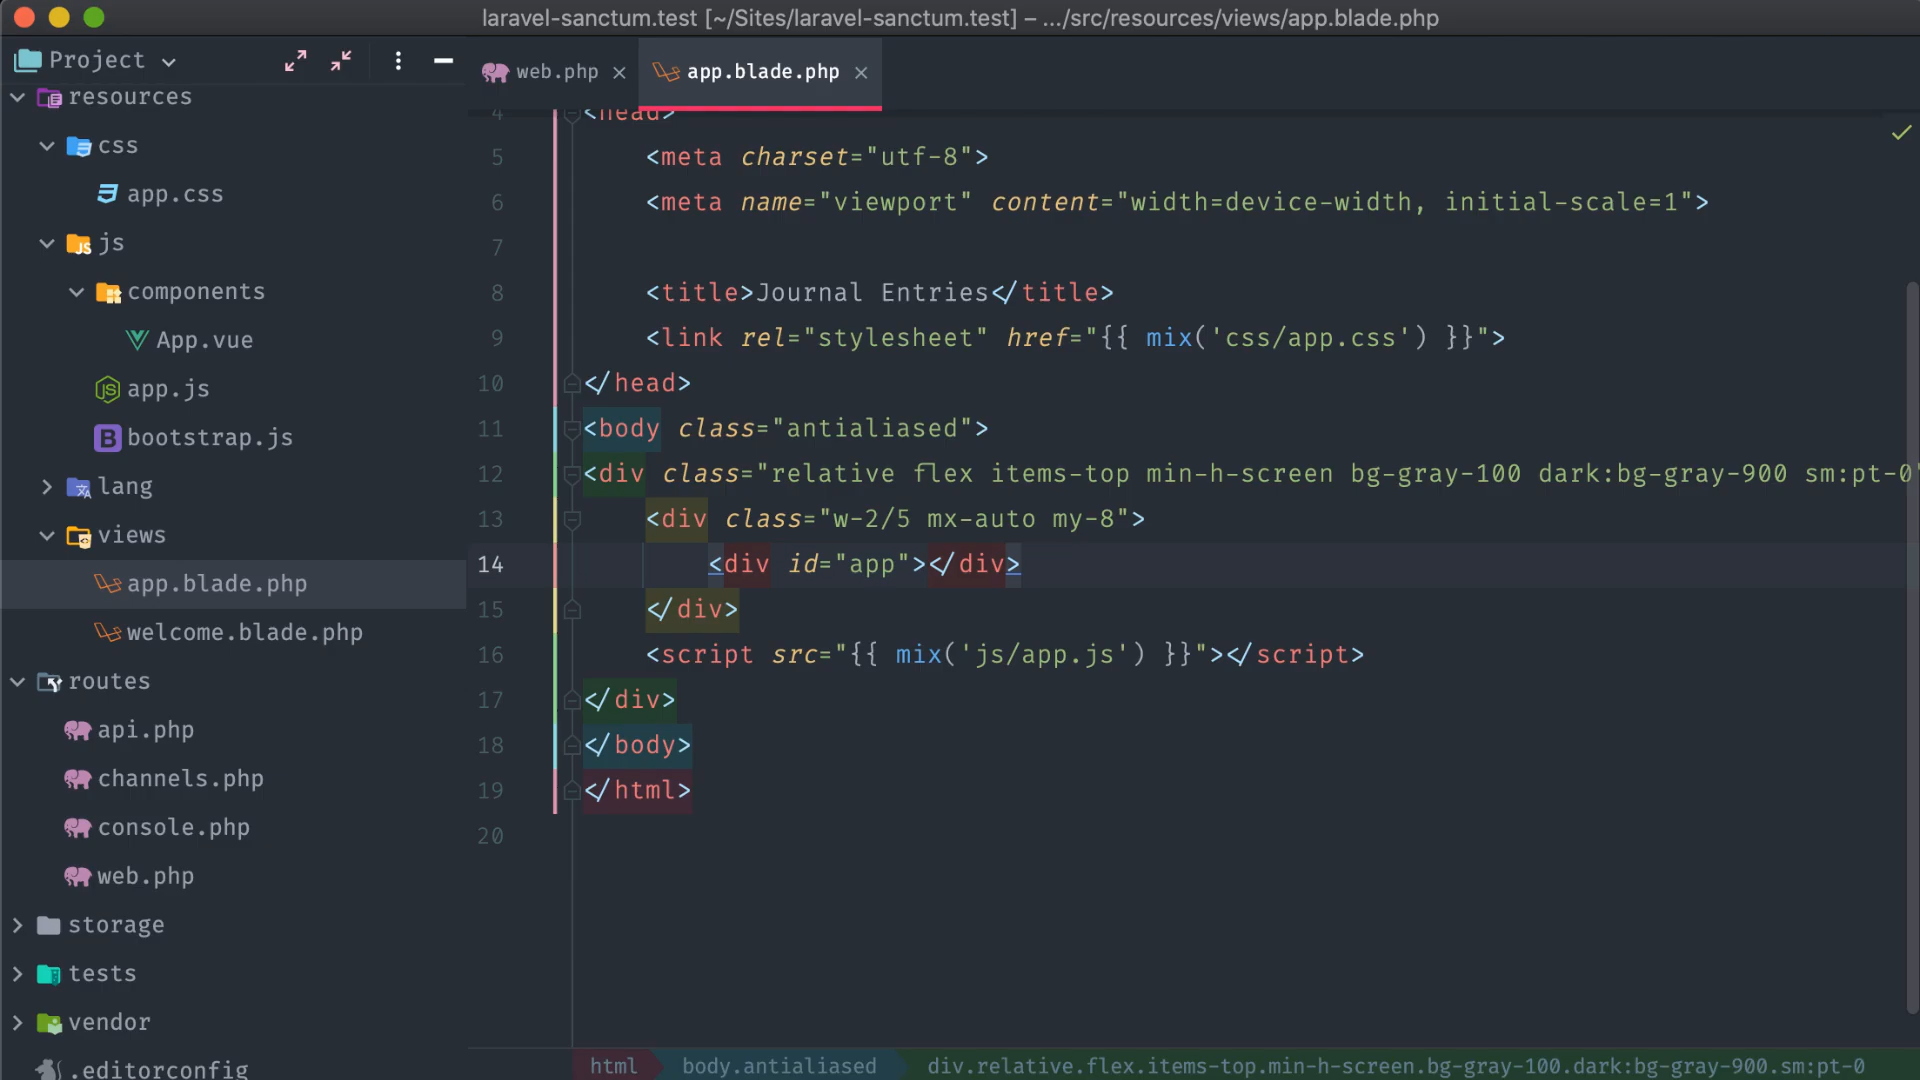 laravel-sanctum.test [~/Sites/laravel-sanctum.test] – .../src/resources/views/app.blade.php
Project
web.php
app.blade.php
resources
css
app.css
js
components
App.vue
app.js
bootstrap.js
lang
views
app.blade.php
welcome.blade.php
routes
api.php
channels.php
console.php
web.php
storage
tests
vendor
.editorconfig
4 <head>
5 <meta charset="utf-8">
6 <meta name="viewport" content="width=device-width, initial-scale=1">
7
8 <title>Journal Entries</title>
9 <link rel="stylesheet" href="{{ mix('css/app.css') }}">
10 </head>
11 <body class="antialiased">
12 <div class="relative flex items-top min-h-screen bg-gray-100 dark:bg-gray-900 sm:pt-0"
13 <div class="w-2/5 mx-auto my-8">
14 <div id="app"></div>
15 </div>
16 <script src="{{ mix('js/app.js') }}"></script>
17 </div>
18 </body>
19 </html>
20
html body.antialiased div.relative.flex.items-top.min-h-screen.bg-gray-100.dark:bg-gray-900.sm:pt-0